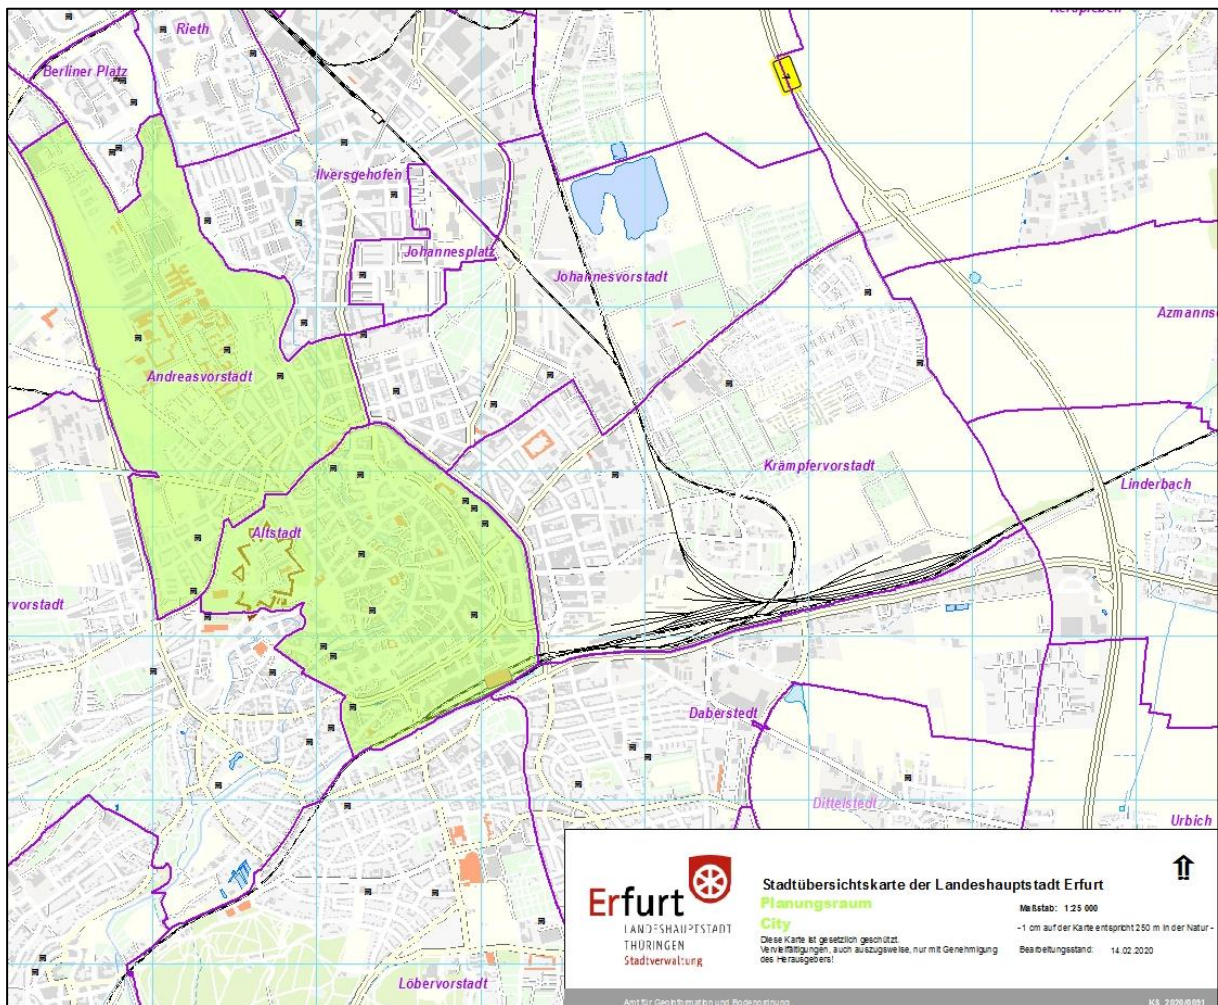 Rieth
Berliner Platz
7
Ilversgehofen
Johannesplatz
Johannesvorstadt
Andreasvorstadt
Krämpfervorstadt
Linderbach
Altstadt
rvorstadt
Daberstedt
Dittelstedt
Urbich
Löbervorstadt
Erfurt
LANDESHAUPTSTADT
THÜRINGEN
Stadtverwaltung
Stadtübersichtskarte der Landeshauptstadt Erfurt
Planungsraum
City
Diese Karte ist gesetzlich geschützt.
Vervielfältigungen, auch auszugsweise, nur mit Genehmigung
des Herausgebers!
Maßstab: 1:25 000
-1 cm auf der Karte entspricht 250 m in der Natur-
Bearbeitungsstand: 14.02.2020
Amt für Geoinformation und Bodenordnung